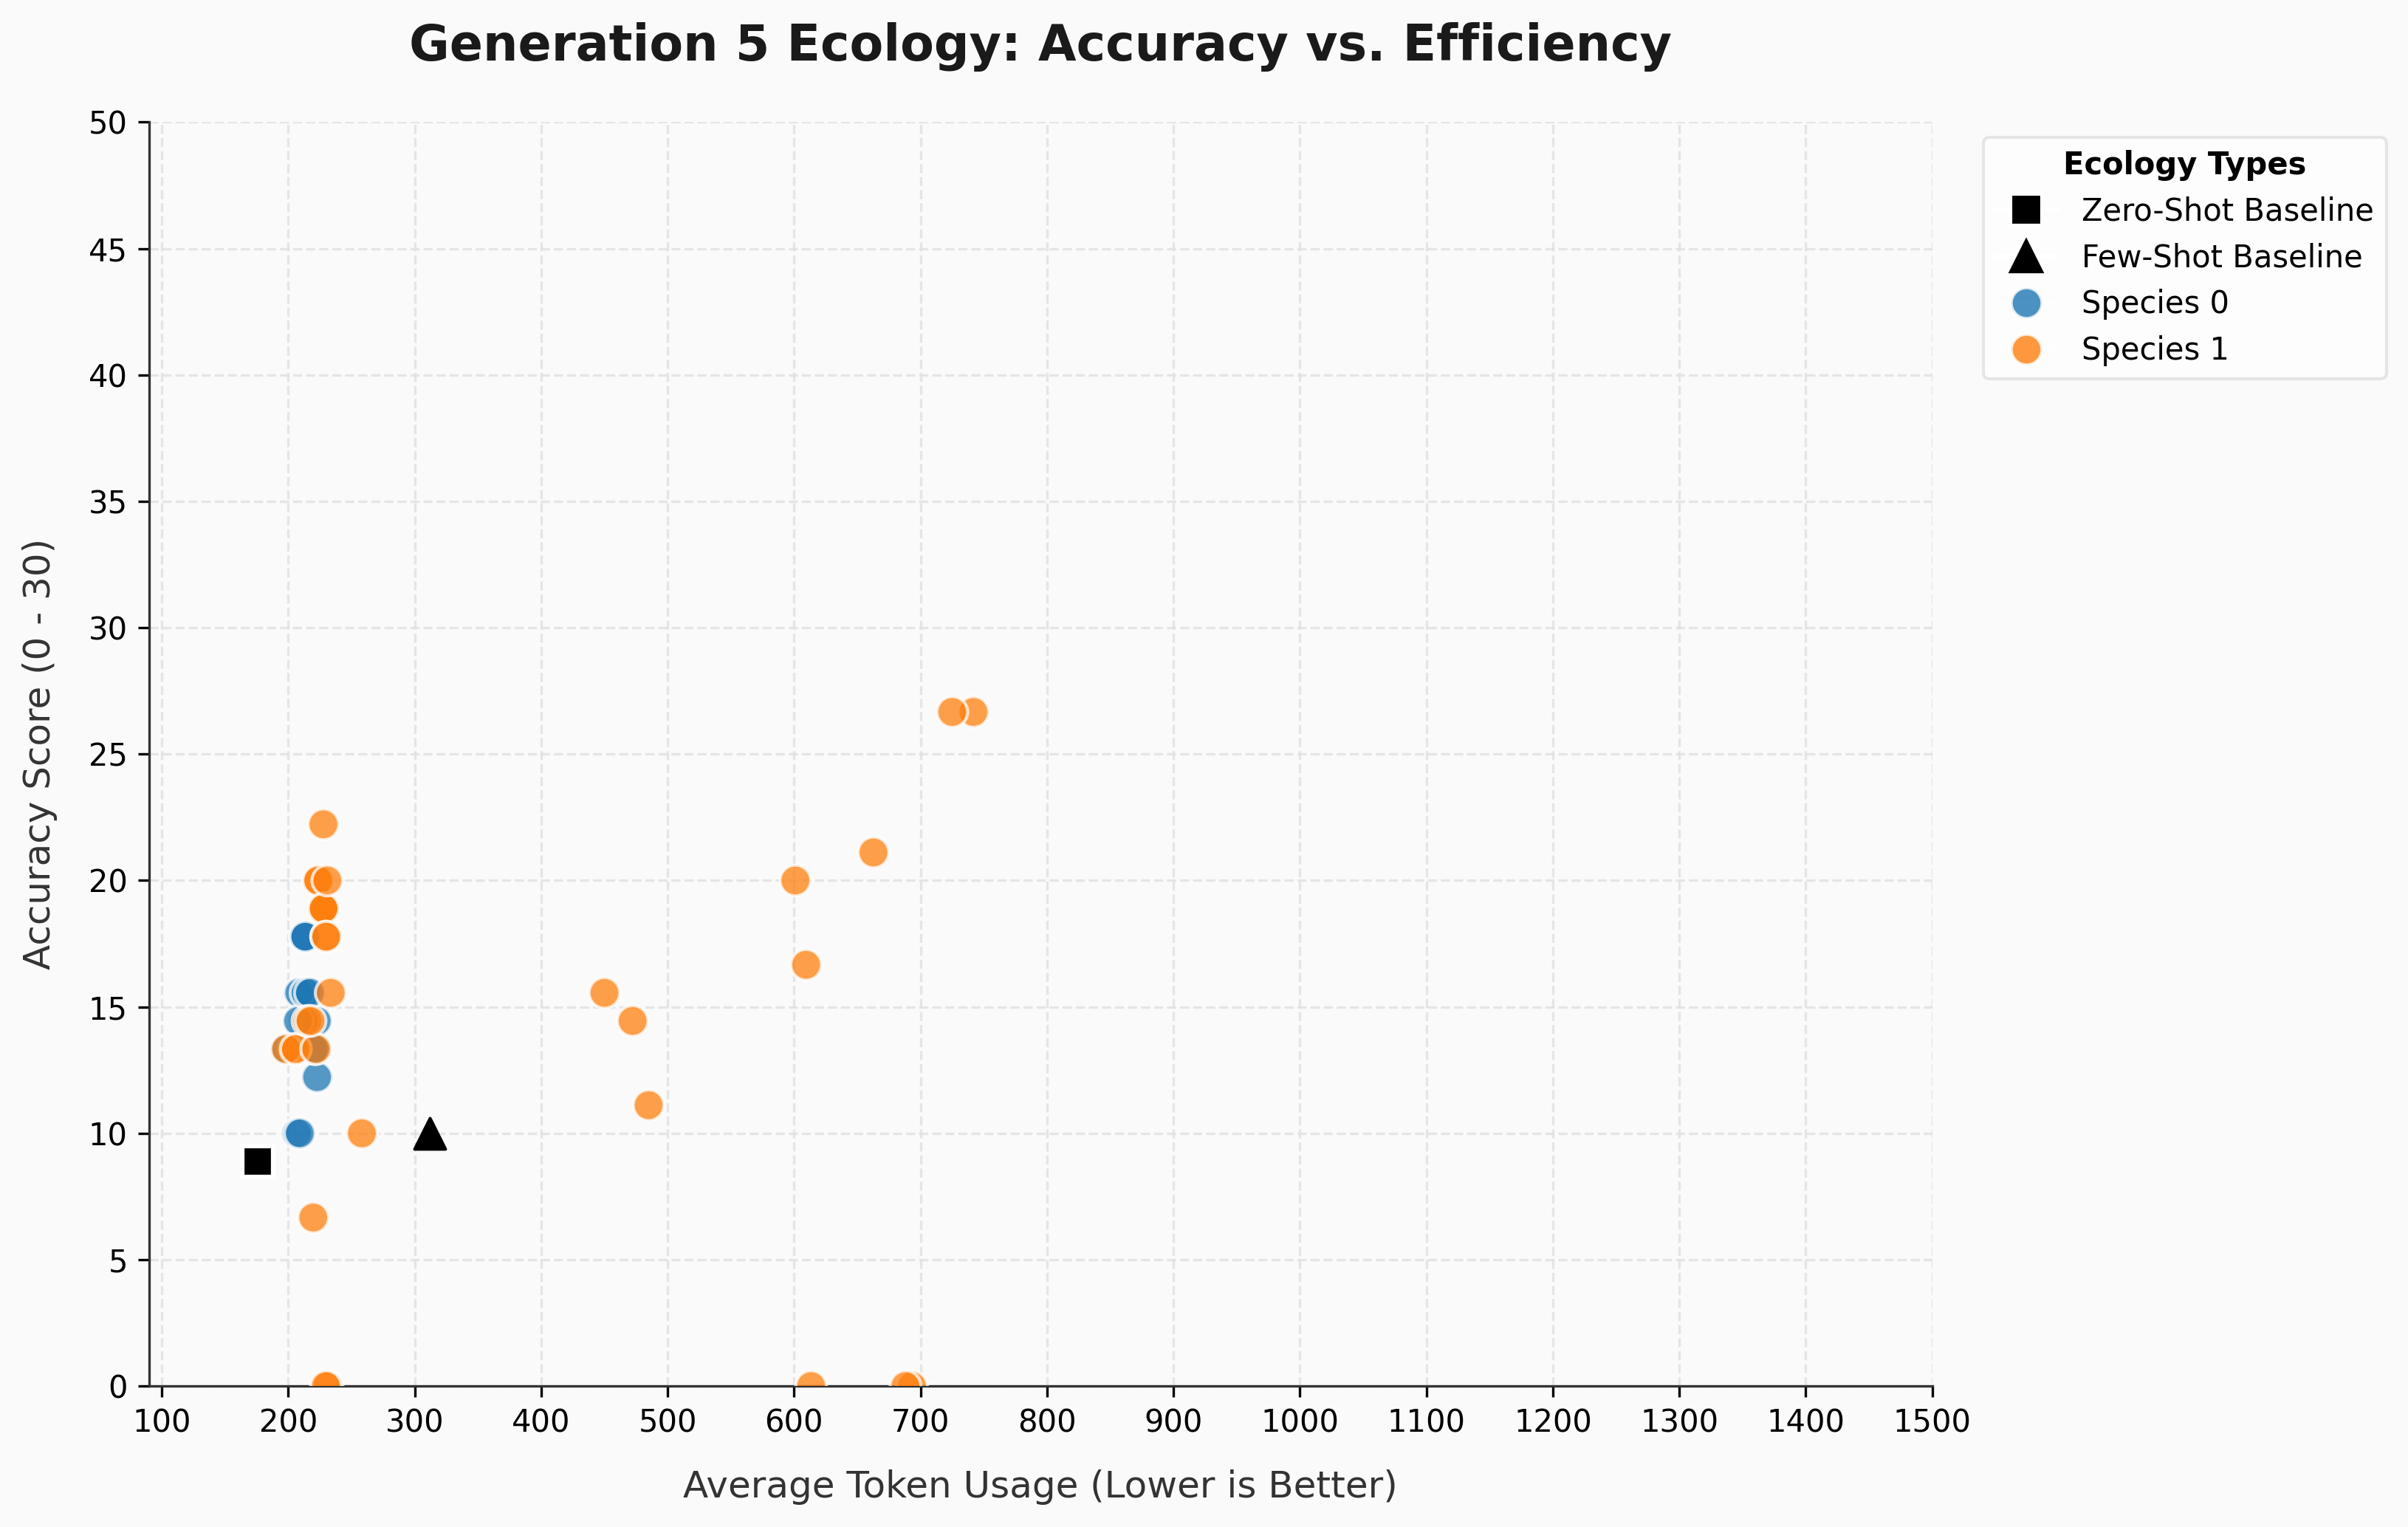 Generation 5 Ecology: Accuracy vs. Efficiency
50
45
40
35
30
25
20
15
10
5
0
Accuracy Score (0 - 30)
100 200 300 400 500 600 700 800 900 1000 1100 1200 1300 1400 1500
Average Token Usage (Lower is Better)
Ecology Types
Zero-Shot Baseline
Few-Shot Baseline
Species 0
Species 1